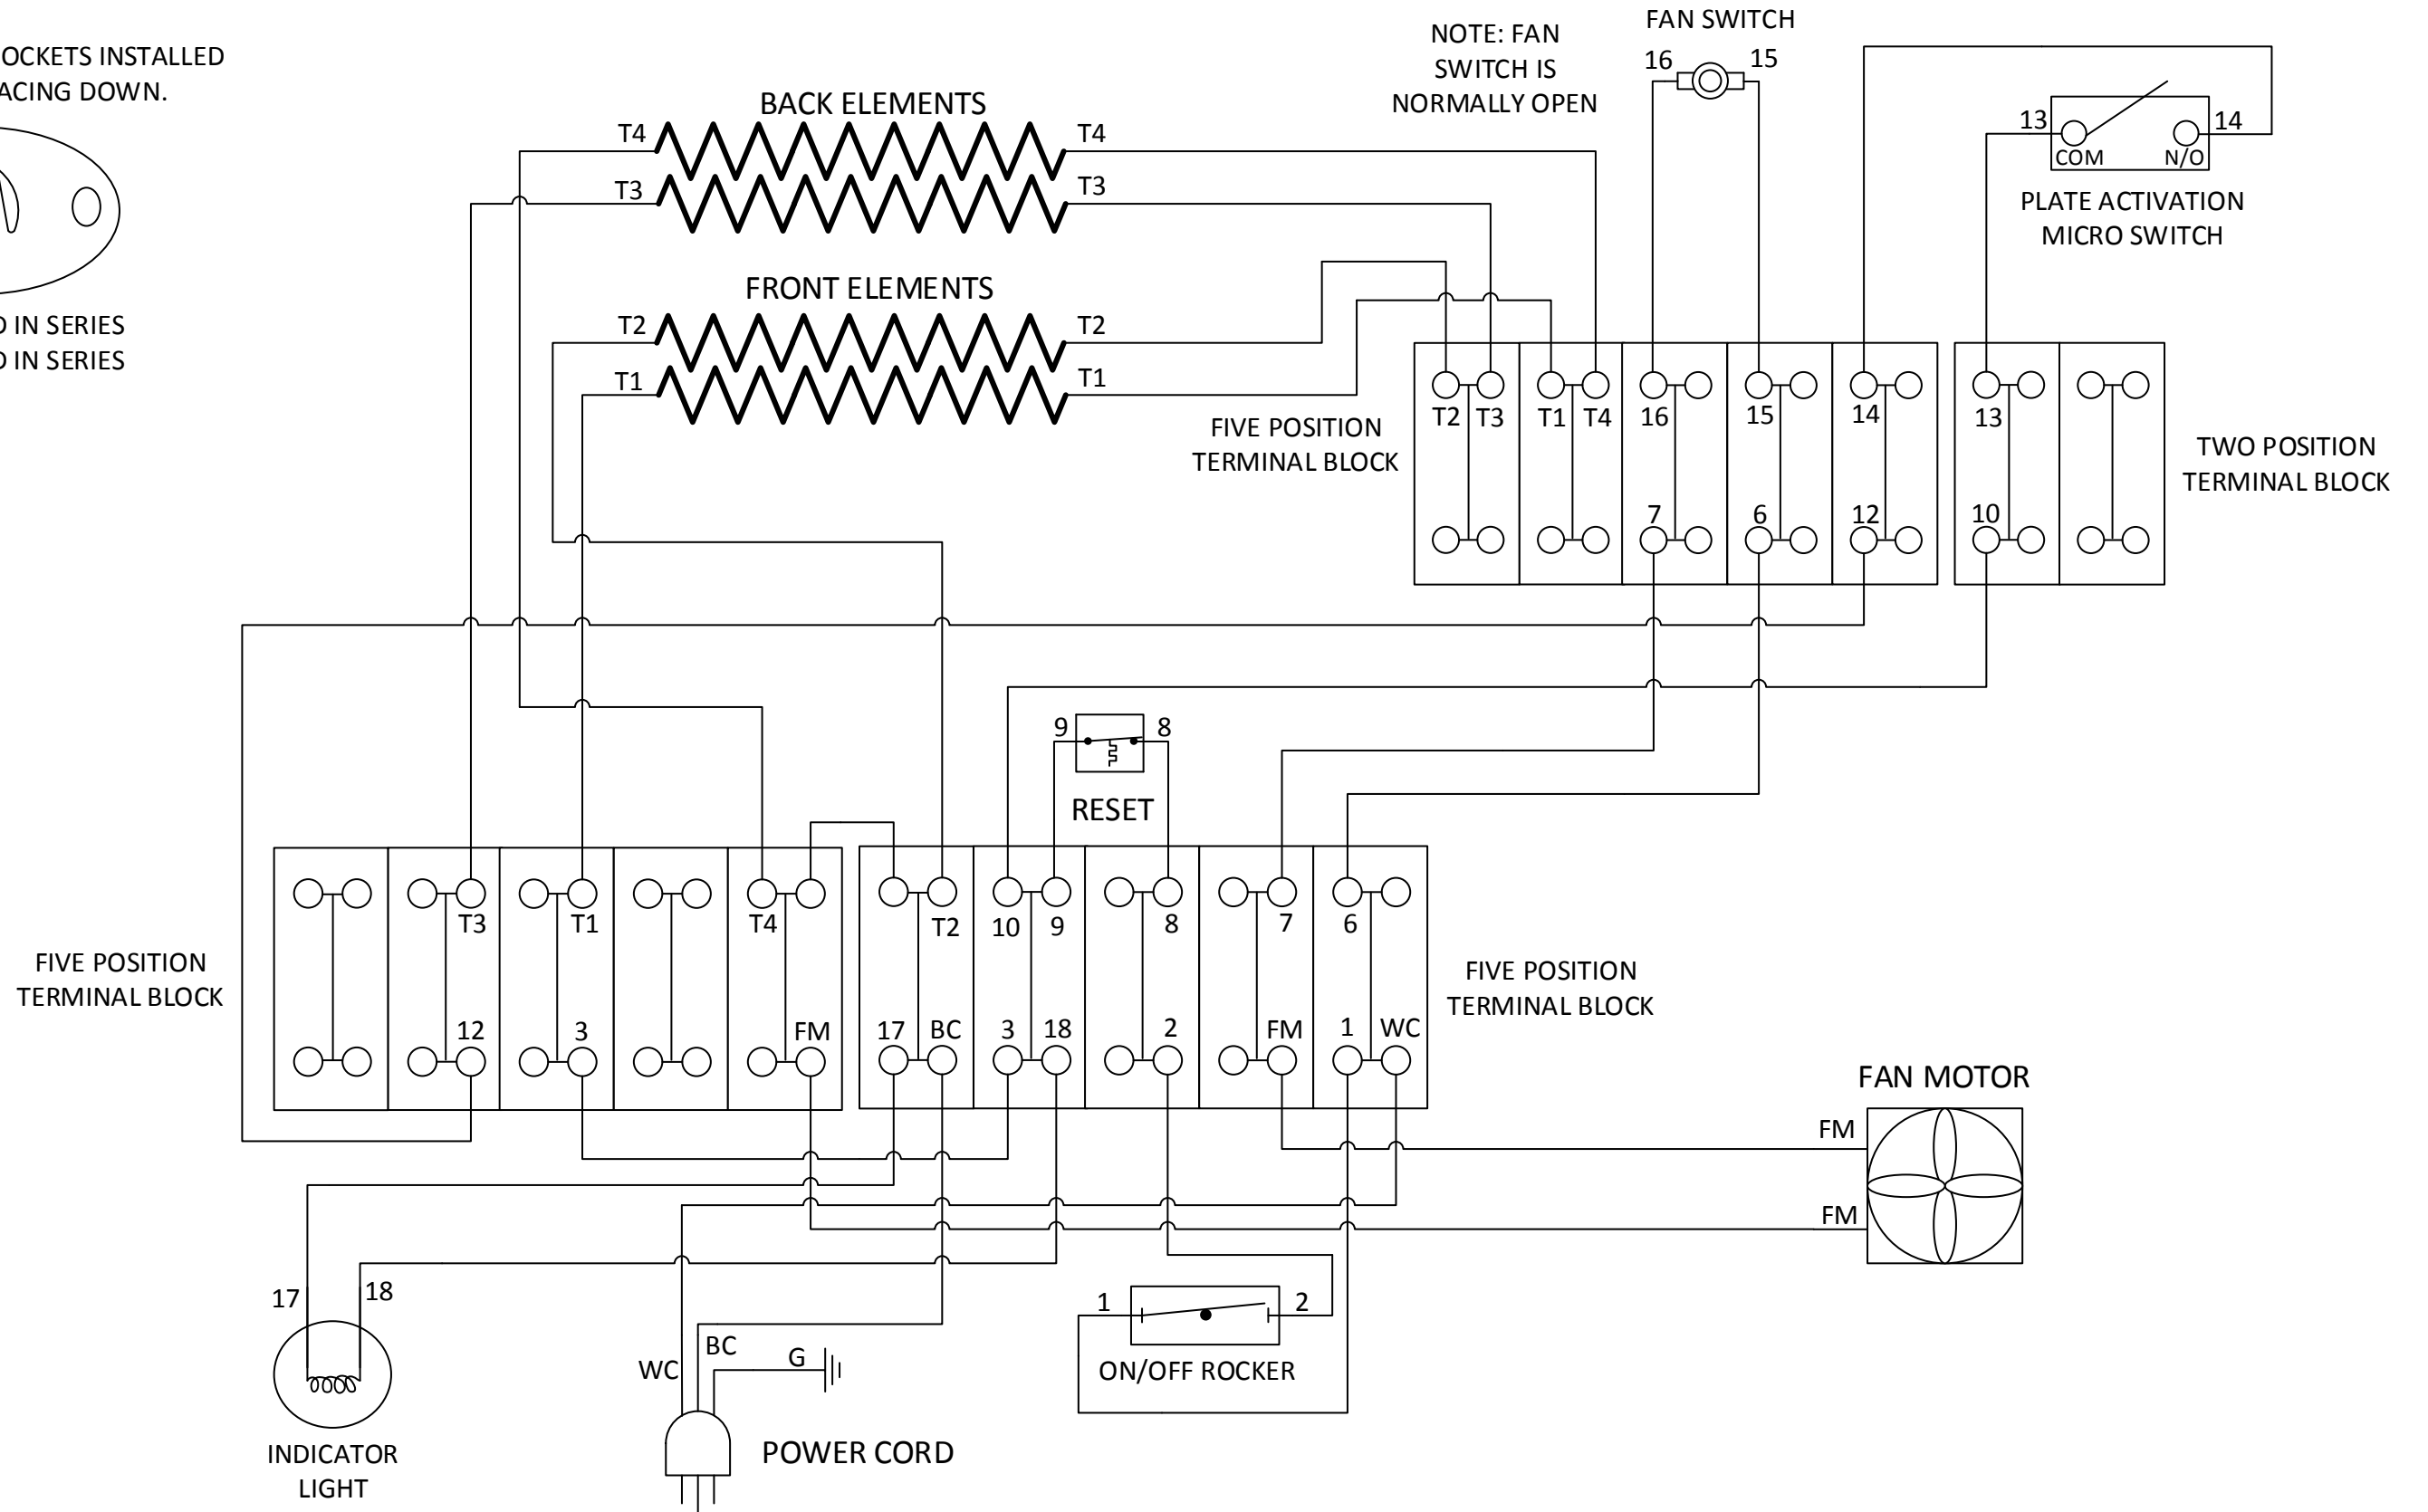 OCKETS INSTALLED
ACING DOWN.
D IN SERIES
D IN SERIES
BACK ELEMENTS
T4 T4
T3 T3
FRONT ELEMENTS
T2 T2
T1 T1
NOTE: FAN
SWITCH IS
NORMALLY OPEN
FAN SWITCH
16 15
13 14
COM N/O
PLATE ACTIVATION
MICRO SWITCH
FIVE POSITION
TERMINAL BLOCK
T2 T3 T1 T4 16 15 14 13
7 6 12 10
TWO POSITION
TERMINAL BLOCK
9 8
RESET
FIVE POSITION
TERMINAL BLOCK
T3 T1 T4 T2 10 9 8 7 6
12 3 FM 17 BC 3 18 2 FM 1 WC
FIVE POSITION
TERMINAL BLOCK
FAN MOTOR
FM
FM
17 18
INDICATOR
LIGHT
WC BC G
POWER CORD
1 2
ON/OFF ROCKER